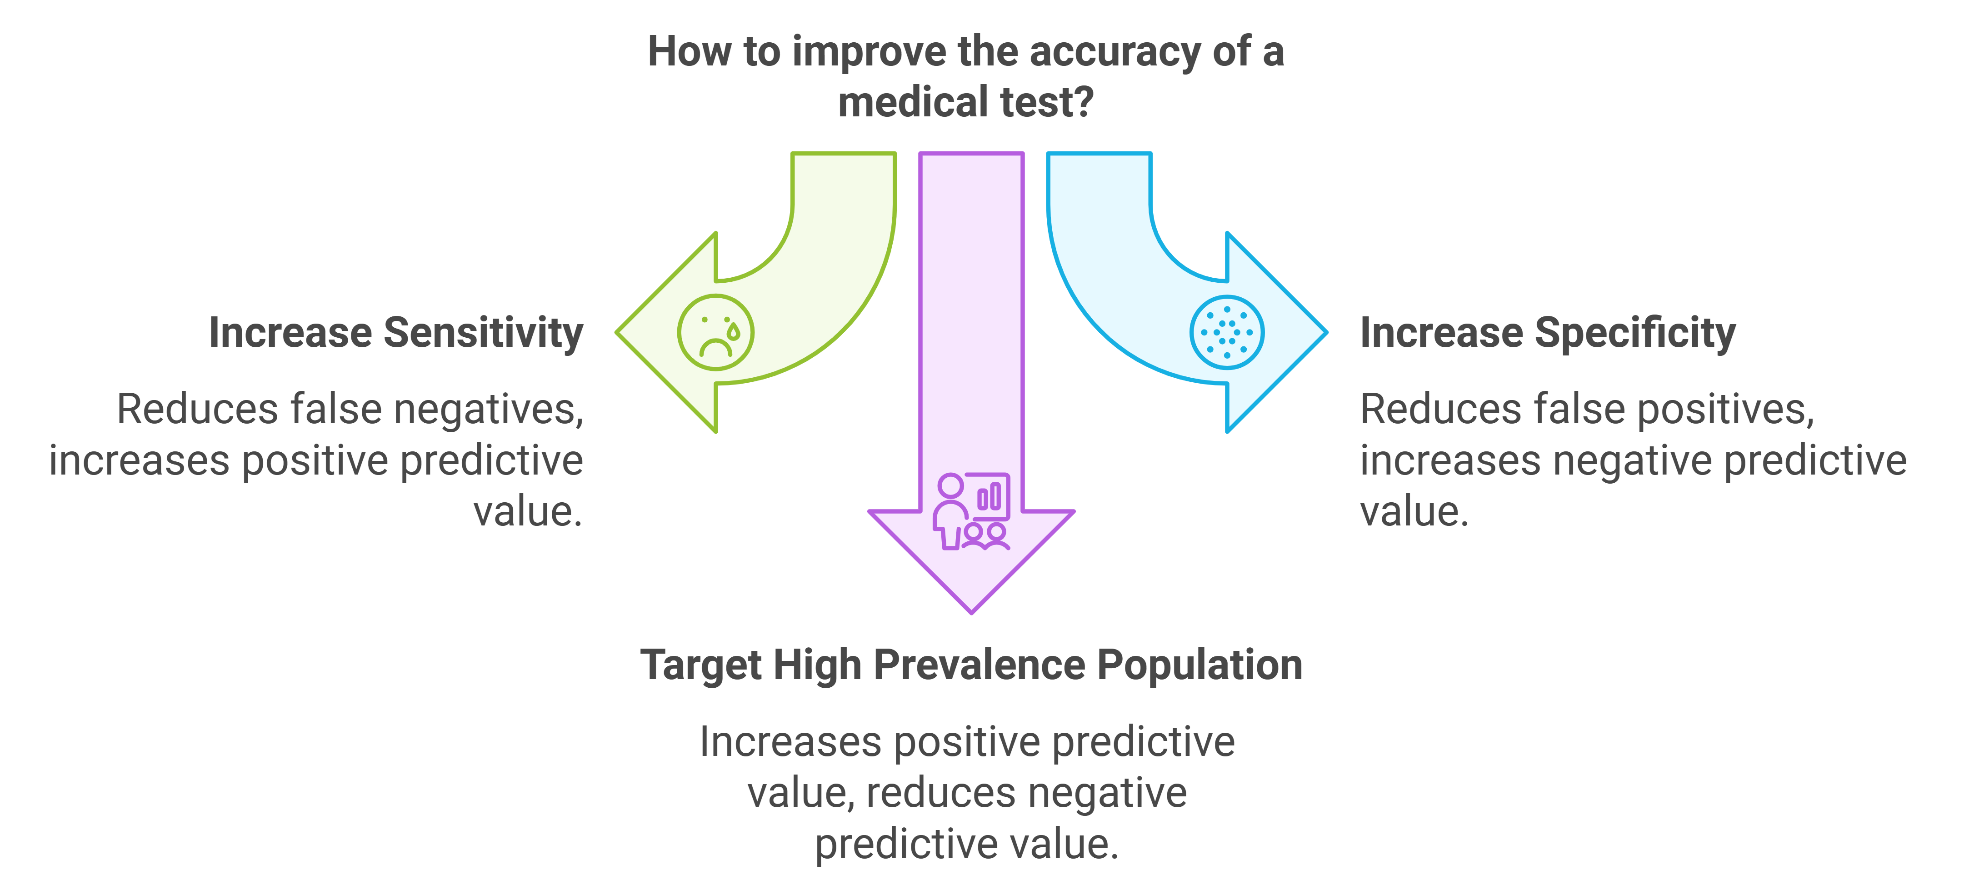 How to improve the accuracy of a
medical test?
Increase Sensitivity
Reduces false negatives,
increases positive predictive
value.
Increase Specificity
Reduces false positives,
increases negative predictive
value.
Target High Prevalence Population
Increases positive predictive
value, reduces negative
predictive value.